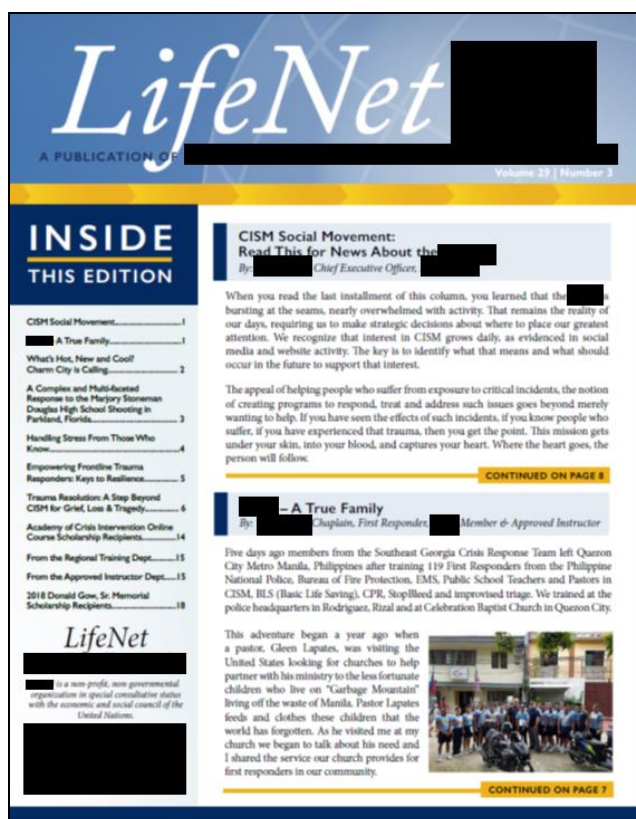 LifeNet
A PUBLICATION OF
Volume 29 | Number 3
INSIDE
THIS EDITION
CISM Social Movement....................1
-A True Family....................1
What's Hot, New and Cool?
Charm City is Calling.................... 2
A Complex and Multi-faceted
Response to the Marjory Stoneman
Douglas High School Shooting in
Parkland, Florida.................... 3
Handling Stress From Those Who
Know....................4
Empowering Frontline Trauma
Responders: Keys to Resilience.......... 5
Trauma Resolution: A Step Beyond
CISM for Grief, Loss & Tragedy.......... 6
Academy of Crisis Intervention Online
Course Scholarship Recipients..........14
From the Regional Training Dept.....15
From the Approved Instructor Dept.....15
2018 Donald Gow, Sr. Memorial
Scholarship Recipients....................18
LifeNet
is a non-profit, non-governmental
organization in special consultative status
with the economic and social council of the
United Nations.
CISM Social Movement:
Read This for News About the
By: Chief Executive Officer,
When you read the last installment of this column, you learned that the s
bursting at the seams, nearly overwhelmed with activity. That remains the reality of
our days, requiring us to make strategic decisions about where to place our greatest
attention. We recognize that interest in CISM grows daily, as evidenced in social
media and website activity. The key is to identify what that means and what should
occur in the future to support that interest.
The appeal of helping people who suffer from exposure to critical incidents, the notion
of creating programs to respond, treat and address such issues goes beyond merely
wanting to help. If you have seen the effects of such incidents, if you know people who
suffer, if you have experienced that trauma, then you get the point. This mission gets
under your skin, into your blood, and captures your heart. Where the heart goes, the
person will follow.
CONTINUED ON PAGE 8
– A True Family
By: Chaplain, First Responder, Member & Approved Instructor
Five days ago members from the Southeast Georgia Crisis Response Team left Quezon
City Metro Manila, Philippines after training 119 First Responders from the Philippine
National Police, Bureau of Fire Protection, EMS, Public School Teachers and Pastors in
CISM, BLS (Basic Life Saving), CPR, StopBleed and improvised triage. We trained at the
police headquarters in Rodriguez, Rizal and at Celebration Baptist Church in Quezon City.
This adventure began a year ago when
a pastor, Gleen Lapates, was visiting the
United States looking for churches to help
partner with his ministry to the less fortunate
children who live on "Garbage Mountain"
living off the waste of Manila. Pastor Lapates
feeds and clothes these children that the
world has forgotten. As he visited me at my
church we began to talk about his need and
I shared the service our church provides for
first responders in our community.
CONTINUED ON PAGE 7